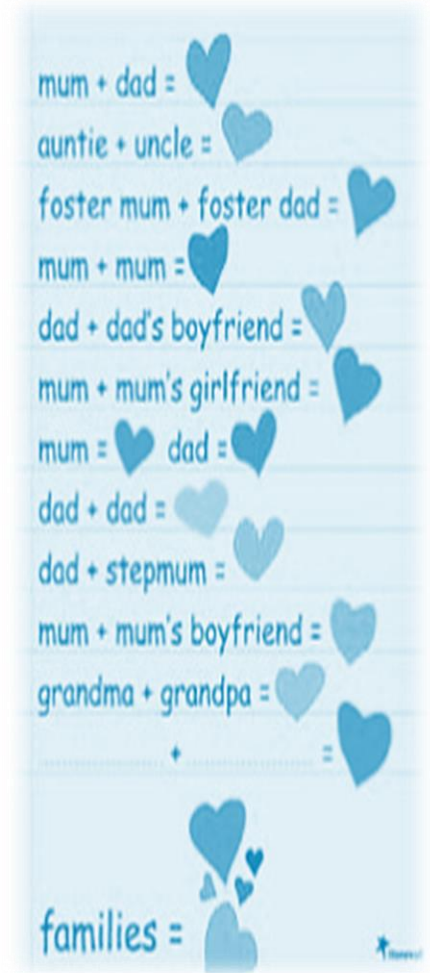 mum + dad =
auntie + uncle =
foster mum + foster dad =
mum + mum =
dad + dad's boyfriend =
mum + mum's girlfriend =
mum = dad =
dad + dad =
dad + stepmum =
mum + mum's boyfriend =
grandma + grandpa =
.................... + .................... =
families =